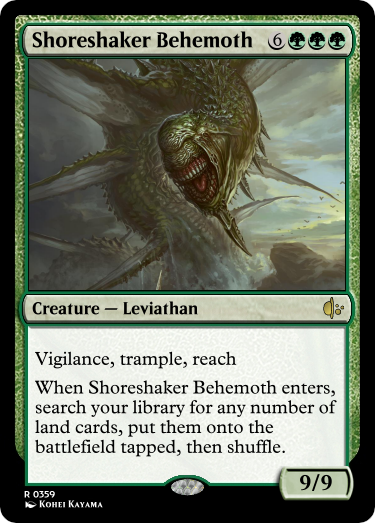 Shoreshaker Behemoth 6
Creature — Leviathan
Vigilance, trample, reach
When Shoreshaker Behemoth enters,
search your library for any number of
land cards, put them onto the
battlefield tapped, then shuffle.
9/9
R 0359
Kohei Kayama